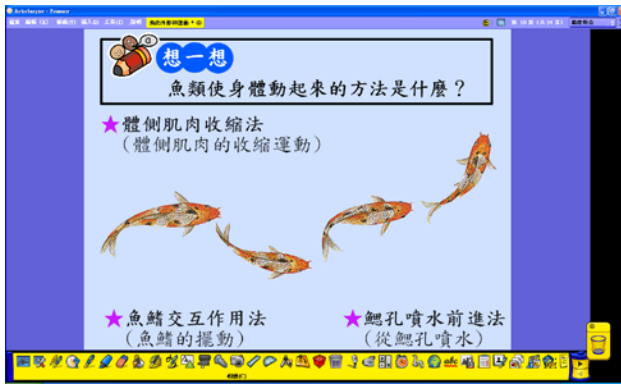 想一想
魚類使身體動起來的方法是什麼？
★體側肌肉收縮法
（體側肌肉的收縮運動）
★魚鰭交互作用法
（魚鰭的擺動）
★鰓孔噴水前進法
（從鰓孔噴水）